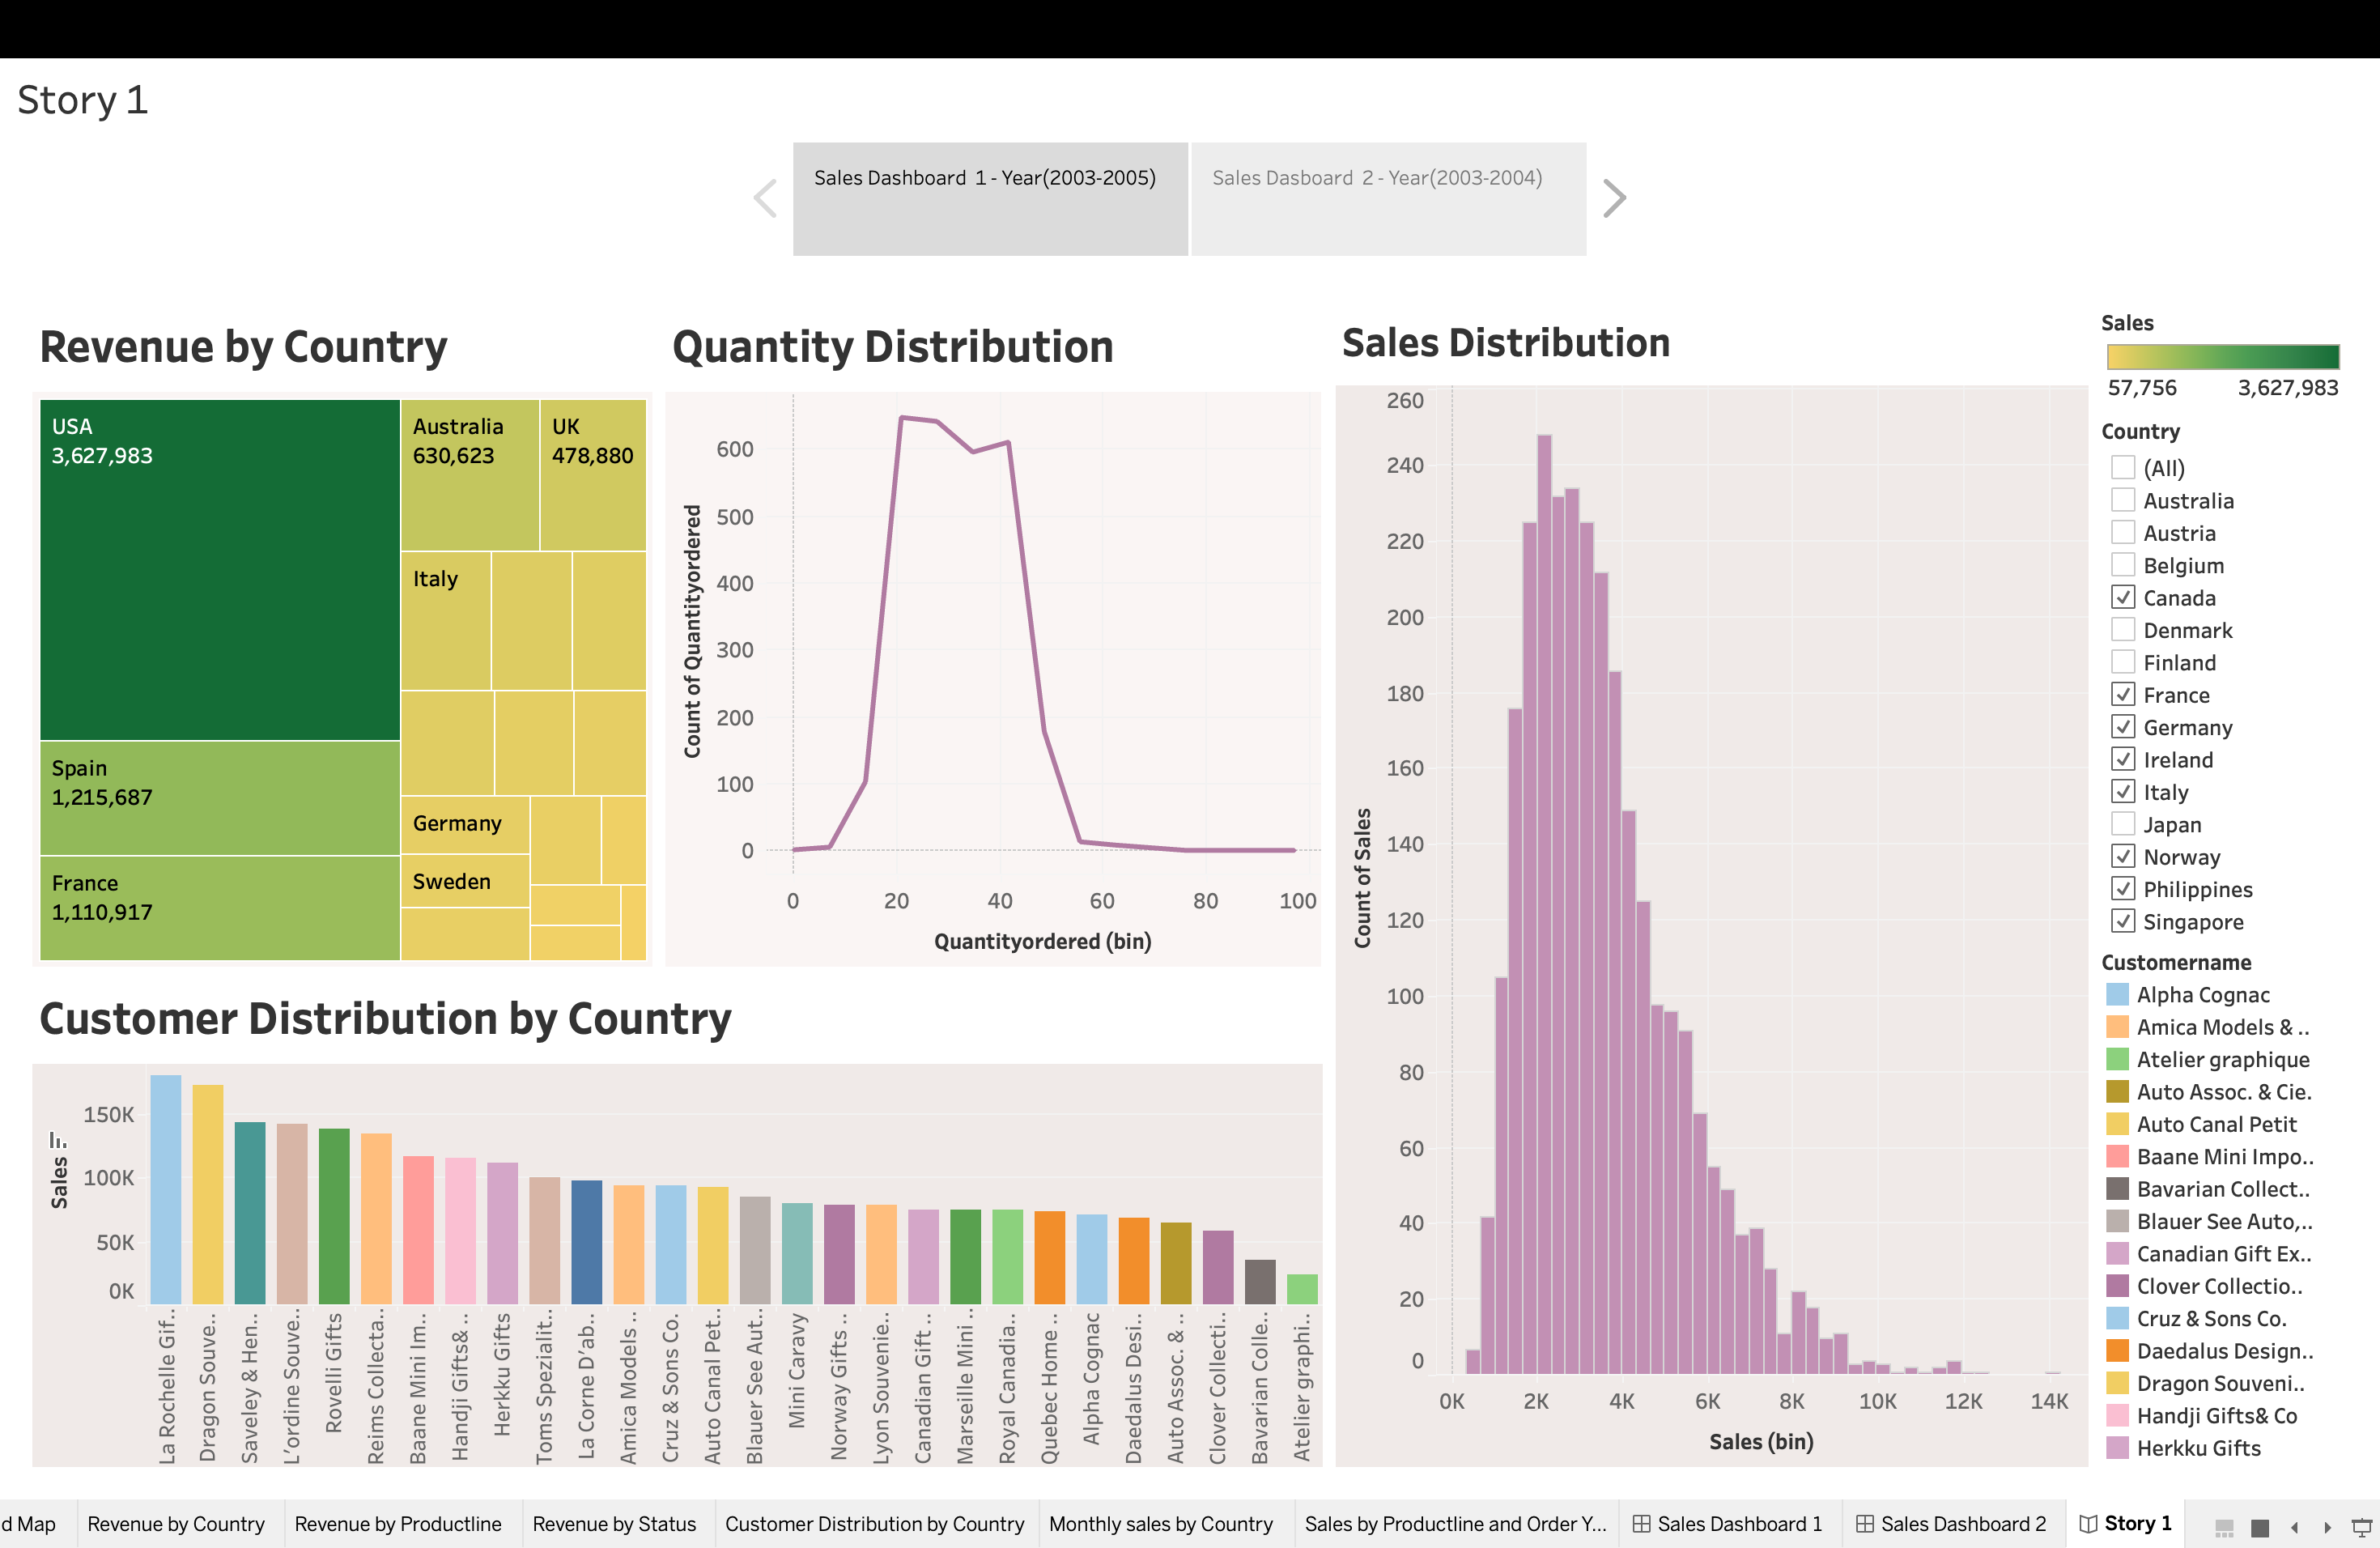 Story 1
Sales Dashboard 1 - Year(2003-2005)
Sales Dasboard 2 - Year(2003-2004)
Revenue by Country
USA
3,627,983
Spain
1,215,687
France
1,110,917
Australia
630,623
UK
478,880
Italy
Germany
Sweden
Quantity Distribution
Count of Quantityordered
600
500
400
300
200
100
0
0 20 40 60 80 100
Quantityordered (bin)
Sales Distribution
Count of Sales
260
240
220
200
180
160
140
120
100
80
60
40
20
0
0K 2K 4K 6K 8K 10K 12K 14K
Sales (bin)
Sales
57,756 3,627,983
Country
(All)
Australia
Austria
Belgium
Canada
Denmark
Finland
France
Germany
Ireland
Italy
Japan
Norway
Philippines
Singapore
Customername
Alpha Cognac
Amica Models & ..
Atelier graphique
Auto Assoc. & Cie.
Auto Canal Petit
Baane Mini Impo..
Bavarian Collect..
Blauer See Auto,..
Canadian Gift Ex..
Clover Collectio..
Cruz & Sons Co.
Daedalus Design..
Dragon Souveni..
Handji Gifts& Co
Herkku Gifts
Customer Distribution by Country
Sales
150K
100K
50K
0K
La Rochelle Gif..
Dragon Souve..
Saveley & Hen..
L'ordine Souve..
Rovelli Gifts
Reims Collecta..
Baane Mini Im..
Handji Gifts& ..
Herkku Gifts
Toms Spezialit..
La Corne D'ab..
Amica Models ..
Cruz & Sons Co.
Auto Canal Pet..
Blauer See Aut..
Mini Caravy
Norway Gifts ..
Lyon Souvenie..
Canadian Gift ..
Marseille Mini ..
Royal Canadia..
Quebec Home ..
Alpha Cognac
Daedalus Desi..
Auto Assoc. & ..
Clover Collecti..
Bavarian Colle..
Atelier graphi..
d Map
Revenue by Country
Revenue by Productline
Revenue by Status
Customer Distribution by Country
Monthly sales by Country
Sales by Productline and Order Y...
Sales Dashboard 1
Sales Dashboard 2
Story 1